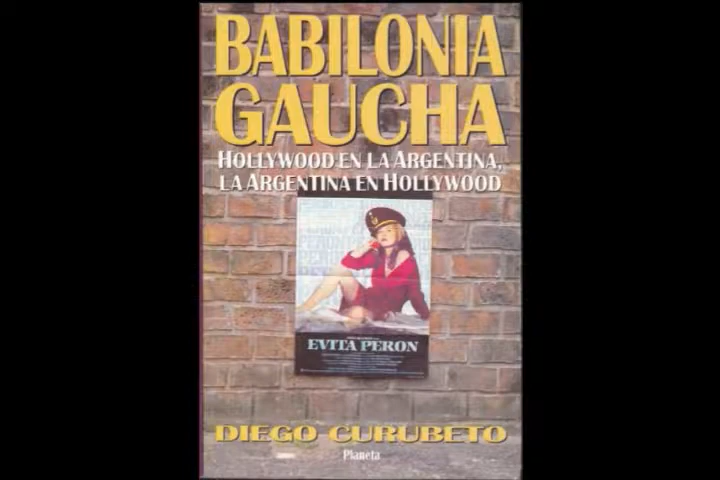 BABILONIA
GAUCHA
HOLLYWOOD EN LA ARGENTINA,
LA ARGENTINA EN HOLLYWOOD
EVITA PERON
DIEGO CURUBETO
Planeta